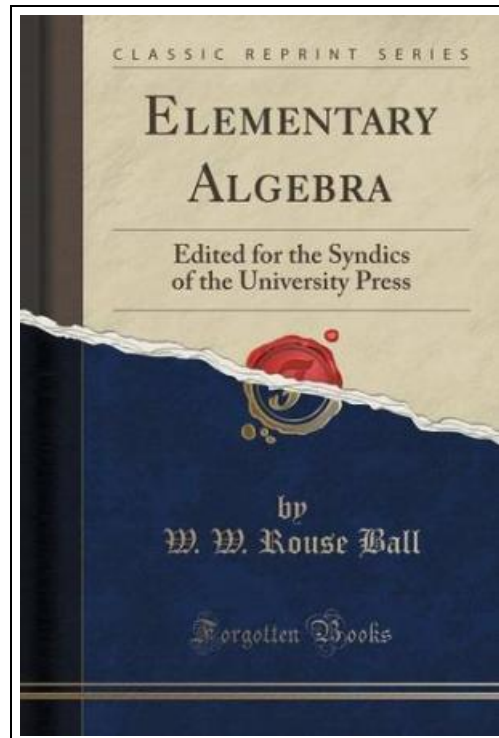 CLASSIC REPRINT SERIES
ELEMENTARY
ALGEBRA
Edited for the Syndics
of the University Press
F
by
W. W. Rouse Ball
Forgotten Books